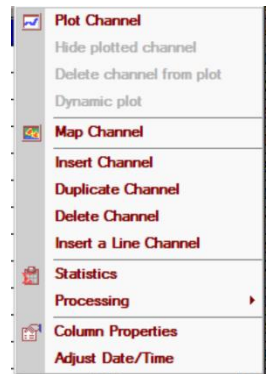 Plot Channel
Hide plotted channel
Delete channel from plot
Dynamic plot
Map Channel
Insert Channel
Duplicate Channel
Delete Channel
Insert a Line Channel
Statistics
Processing
Column Properties
Adjust Date/Time